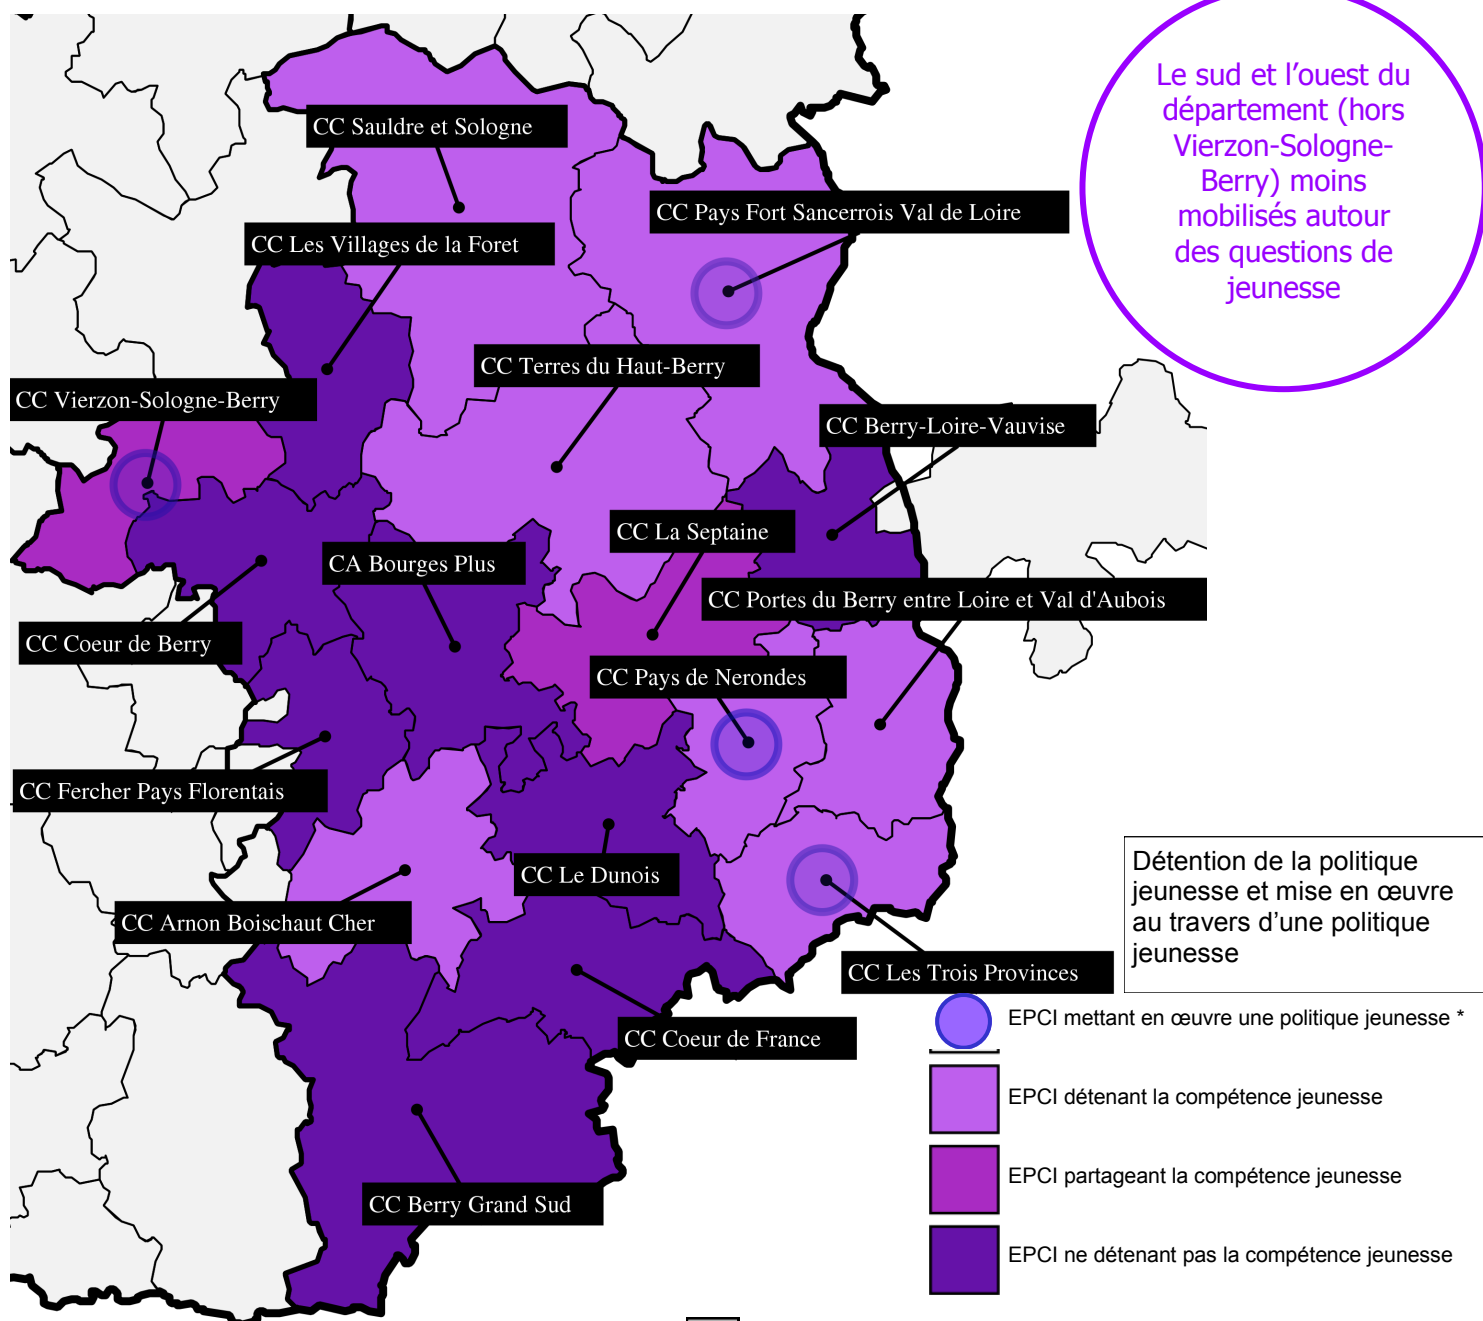 Le sud et l’ouest du
département (hors
Vierzon-Sologne-
Berry) moins
mobilisés autour
des questions de
jeunesse
CC Sauldre et Sologne
CC Pays Fort Sancerrois Val de Loire
CC Les Villages de la Foret
CC Terres du Haut-Berry
CC Vierzon-Sologne-Berry
CC Berry-Loire-Vauvise
CC La Septaine
CA Bourges Plus
CC Portes du Berry entre Loire et Val d'Aubois
CC Coeur de Berry
CC Pays de Nerondes
CC Fercher Pays Florentais
CC Le Dunois
CC Arnon Boischaut Cher
CC Les Trois Provinces
CC Coeur de France
CC Berry Grand Sud
Détention de la politique
jeunesse et mise en œuvre
au travers d’une politique
jeunesse
EPCI mettant en œuvre une politique jeunesse *
EPCI détenant la compétence jeunesse
EPCI partageant la compétence jeunesse
EPCI ne détenant pas la compétence jeunesse